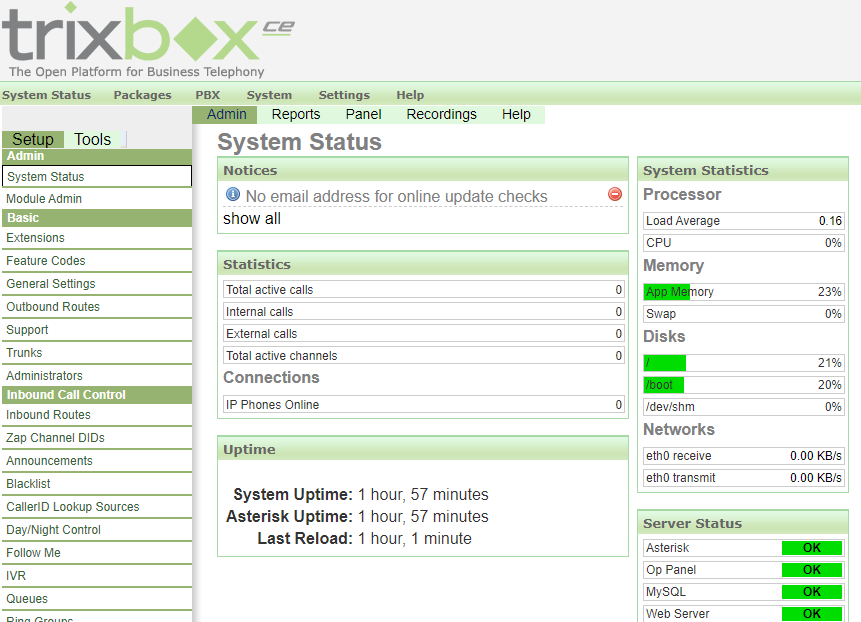 trixbox ce
The Open Platform for Business Telephony
System Status Packages PBX System Settings Help
Admin Reports Panel Recordings Help
Setup Tools
Admin
System Status
Module Admin
Basic
Extensions
Feature Codes
General Settings
Outbound Routes
Support
Trunks
Administrators
Inbound Call Control
Inbound Routes
Zap Channel DIDs
Announcements
Blacklist
CallerID Lookup Sources
Day/Night Control
Follow Me
IVR
Queues
Ring Groups
System Status
Notices
No email address for online update checks
show all
Statistics
Total active calls 0
Internal calls 0
External calls 0
Total active channels 0
Connections
IP Phones Online 0
Uptime
System Uptime: 1 hour, 57 minutes
Asterisk Uptime: 1 hour, 57 minutes
Last Reload: 1 hour, 1 minute
System Statistics
Processor
Load Average 0.16
CPU 0%
Memory
App Memory 23%
Swap 0%
Disks
/ 21%
/boot 20%
/dev/shm 0%
Networks
eth0 receive 0.00 KB/s
eth0 transmit 0.00 KB/s
Server Status
Asterisk OK
Op Panel OK
MySQL OK
Web Server OK